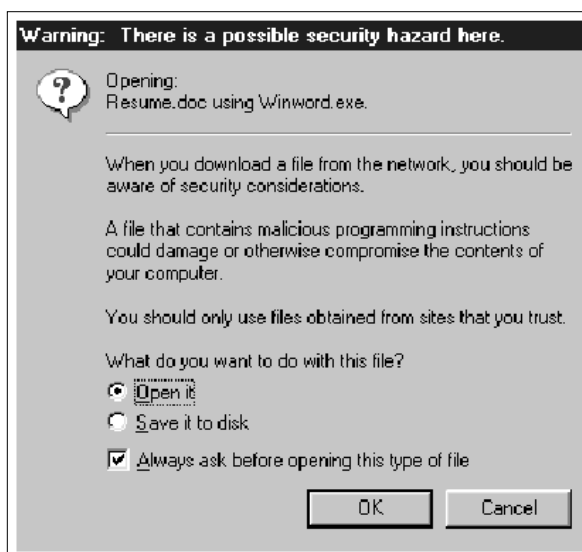 Warning: There is a possible security hazard here.
?
Opening:
Resume.doc using Winword.exe.
When you download a file from the network, you should be
aware of security considerations.
A file that contains malicious programming instructions
could damage or otherwise compromise the contents of
your computer.
You should only use files obtained from sites that you trust.
What do you want to do with this file?
Open it
Save it to disk
Always ask before opening this type of file
OK Cancel